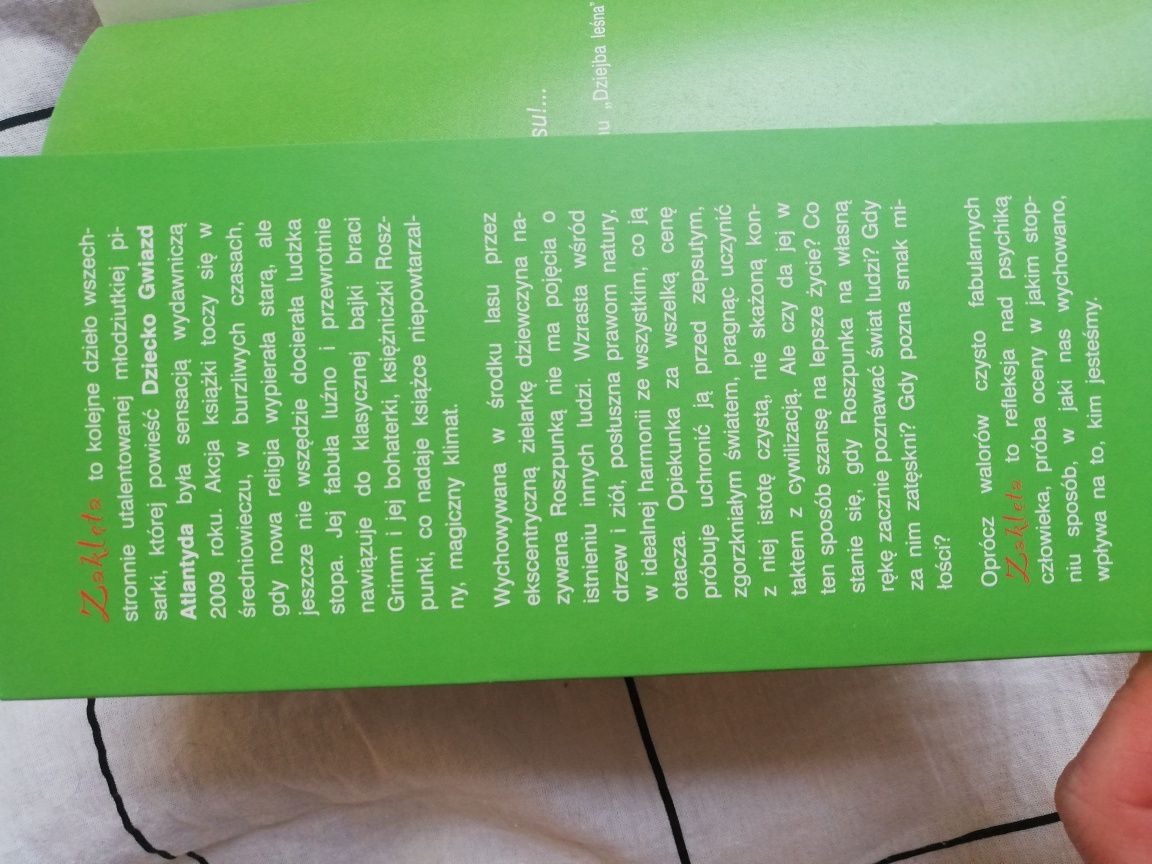 Zaklęta to kolejne dzieło wszech-
stronnie utalentowanej młodziutkiej pi-
sarki, której powieść Dziecko Gwiazd
Atlantyda była sensacją wydawniczą
2009 roku. Akcja książki toczy się w
średniowieczu, w burzliwych czasach,
gdy nowa religia wypierała starą, ale
jeszcze nie wszędzie docierała ludzka
stopa. Jej fabuła luźno i przewrotnie
nawiązuje do klasycznej bajki braci
Grimm i jej bohaterki, księżniczki Rosz-
punki, co nadaje książce niepowtarzal-
ny, magiczny klimat.
Wychowywana w środku lasu przez
ekscentryczną zielarkę dziewczyna na-
zywana Roszpunką nie ma pojęcia o
istnieniu innych ludzi. Wzrasta wśród
drzew i ziół, posłuszna prawom natury,
w idealnej harmonii ze wszystkim, co ją
otacza. Opiekunka za wszelką cenę
próbuje uchronić ją przed zepsutym,
zgorzkniałym światem, pragnąc uczynić
z niej istotę czystą, nie skażoną kon-
taktem z cywilizacją. Ale czy da jej w
ten sposób szansę na lepsze życie? Co
stanie się, gdy Roszpunka na własną
rękę zacznie poznawać świat ludzi? Gdy
za nim zatęskni? Gdy pozna smak mi-
łości?
Oprócz walorów czysto fabularnych
Zaklęta to refleksja nad psychiką
człowieka, próba oceny w jakim stop-
niu sposób, w jaki nas wychowano,
wpływa na to, kim jesteśmy.
su!...
„Dziejba leśna"